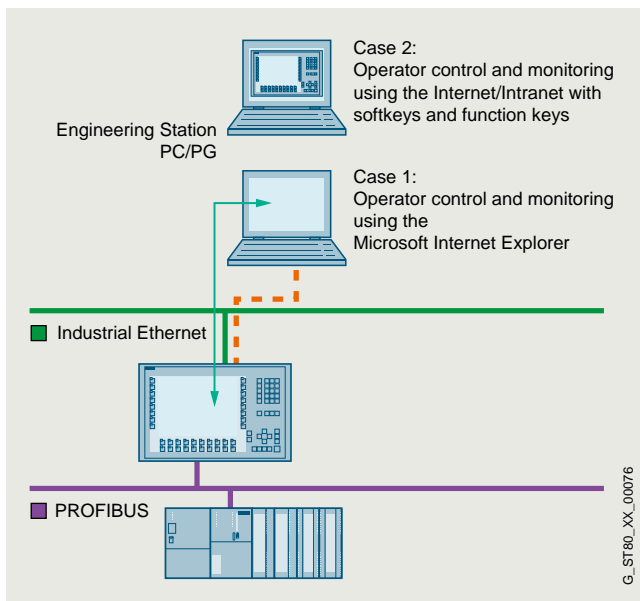 Case 2:
Operator control and monitoring
using the Internet/Intranet with
softkeys and function keys
Engineering Station
PC/PG
Case 1:
Operator control and monitoring
using the
Microsoft Internet Explorer
Industrial Ethernet
PROFIBUS
G_ST80_XX_00076